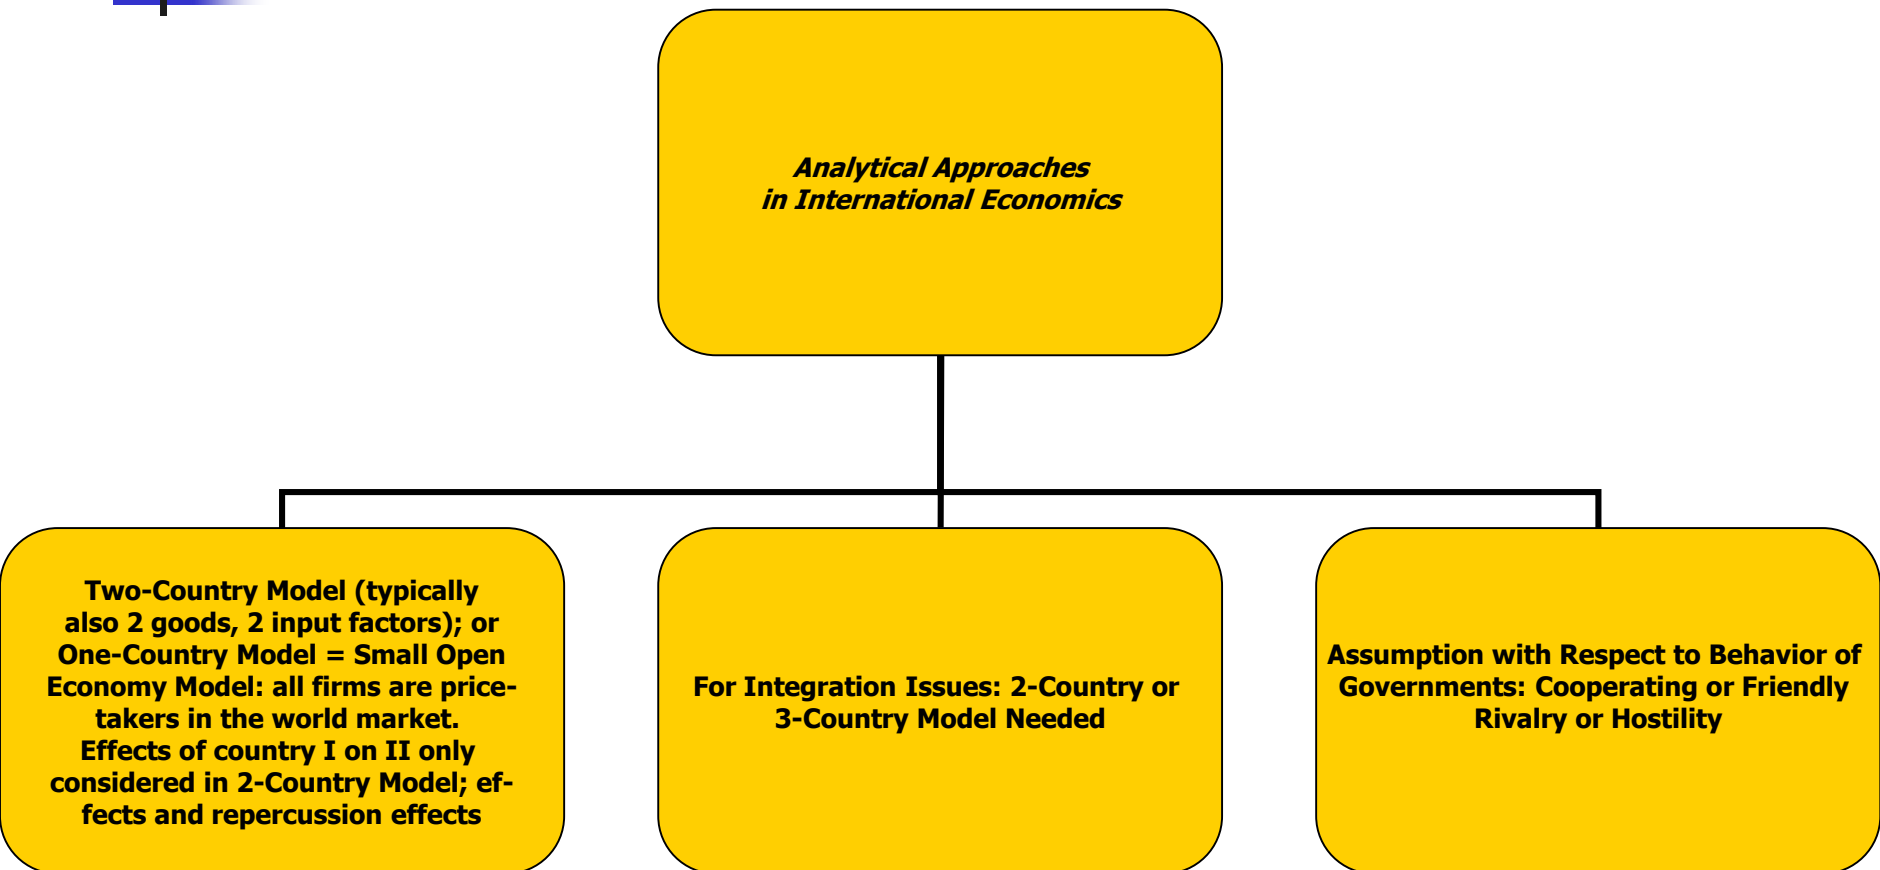 Analytical Approaches
in International Economics
Two-Country Model (typically
also 2 goods, 2 input factors); or
One-Country Model = Small Open
Economy Model: all firms are price-
takers in the world market.
Effects of country I on II only
considered in 2-Country Model; ef-
fects and repercussion effects
For Integration Issues: 2-Country or
3-Country Model Needed
Assumption with Respect to Behavior of
Governments: Cooperating or Friendly
Rivalry or Hostility